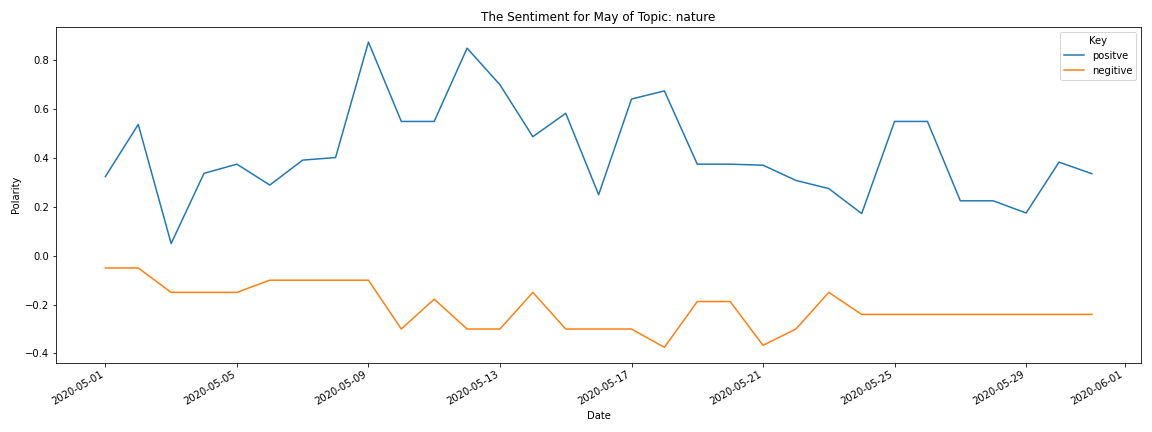 The Sentiment for May of Topic: nature
Key
positve
negitive
0.8
0.6
0.4
0.2
0.0
−0.2
−0.4
Polarity
2020-05-01
2020-05-05
2020-05-09
2020-05-13
2020-05-17
2020-05-21
2020-05-25
2020-05-29
2020-06-01
Date